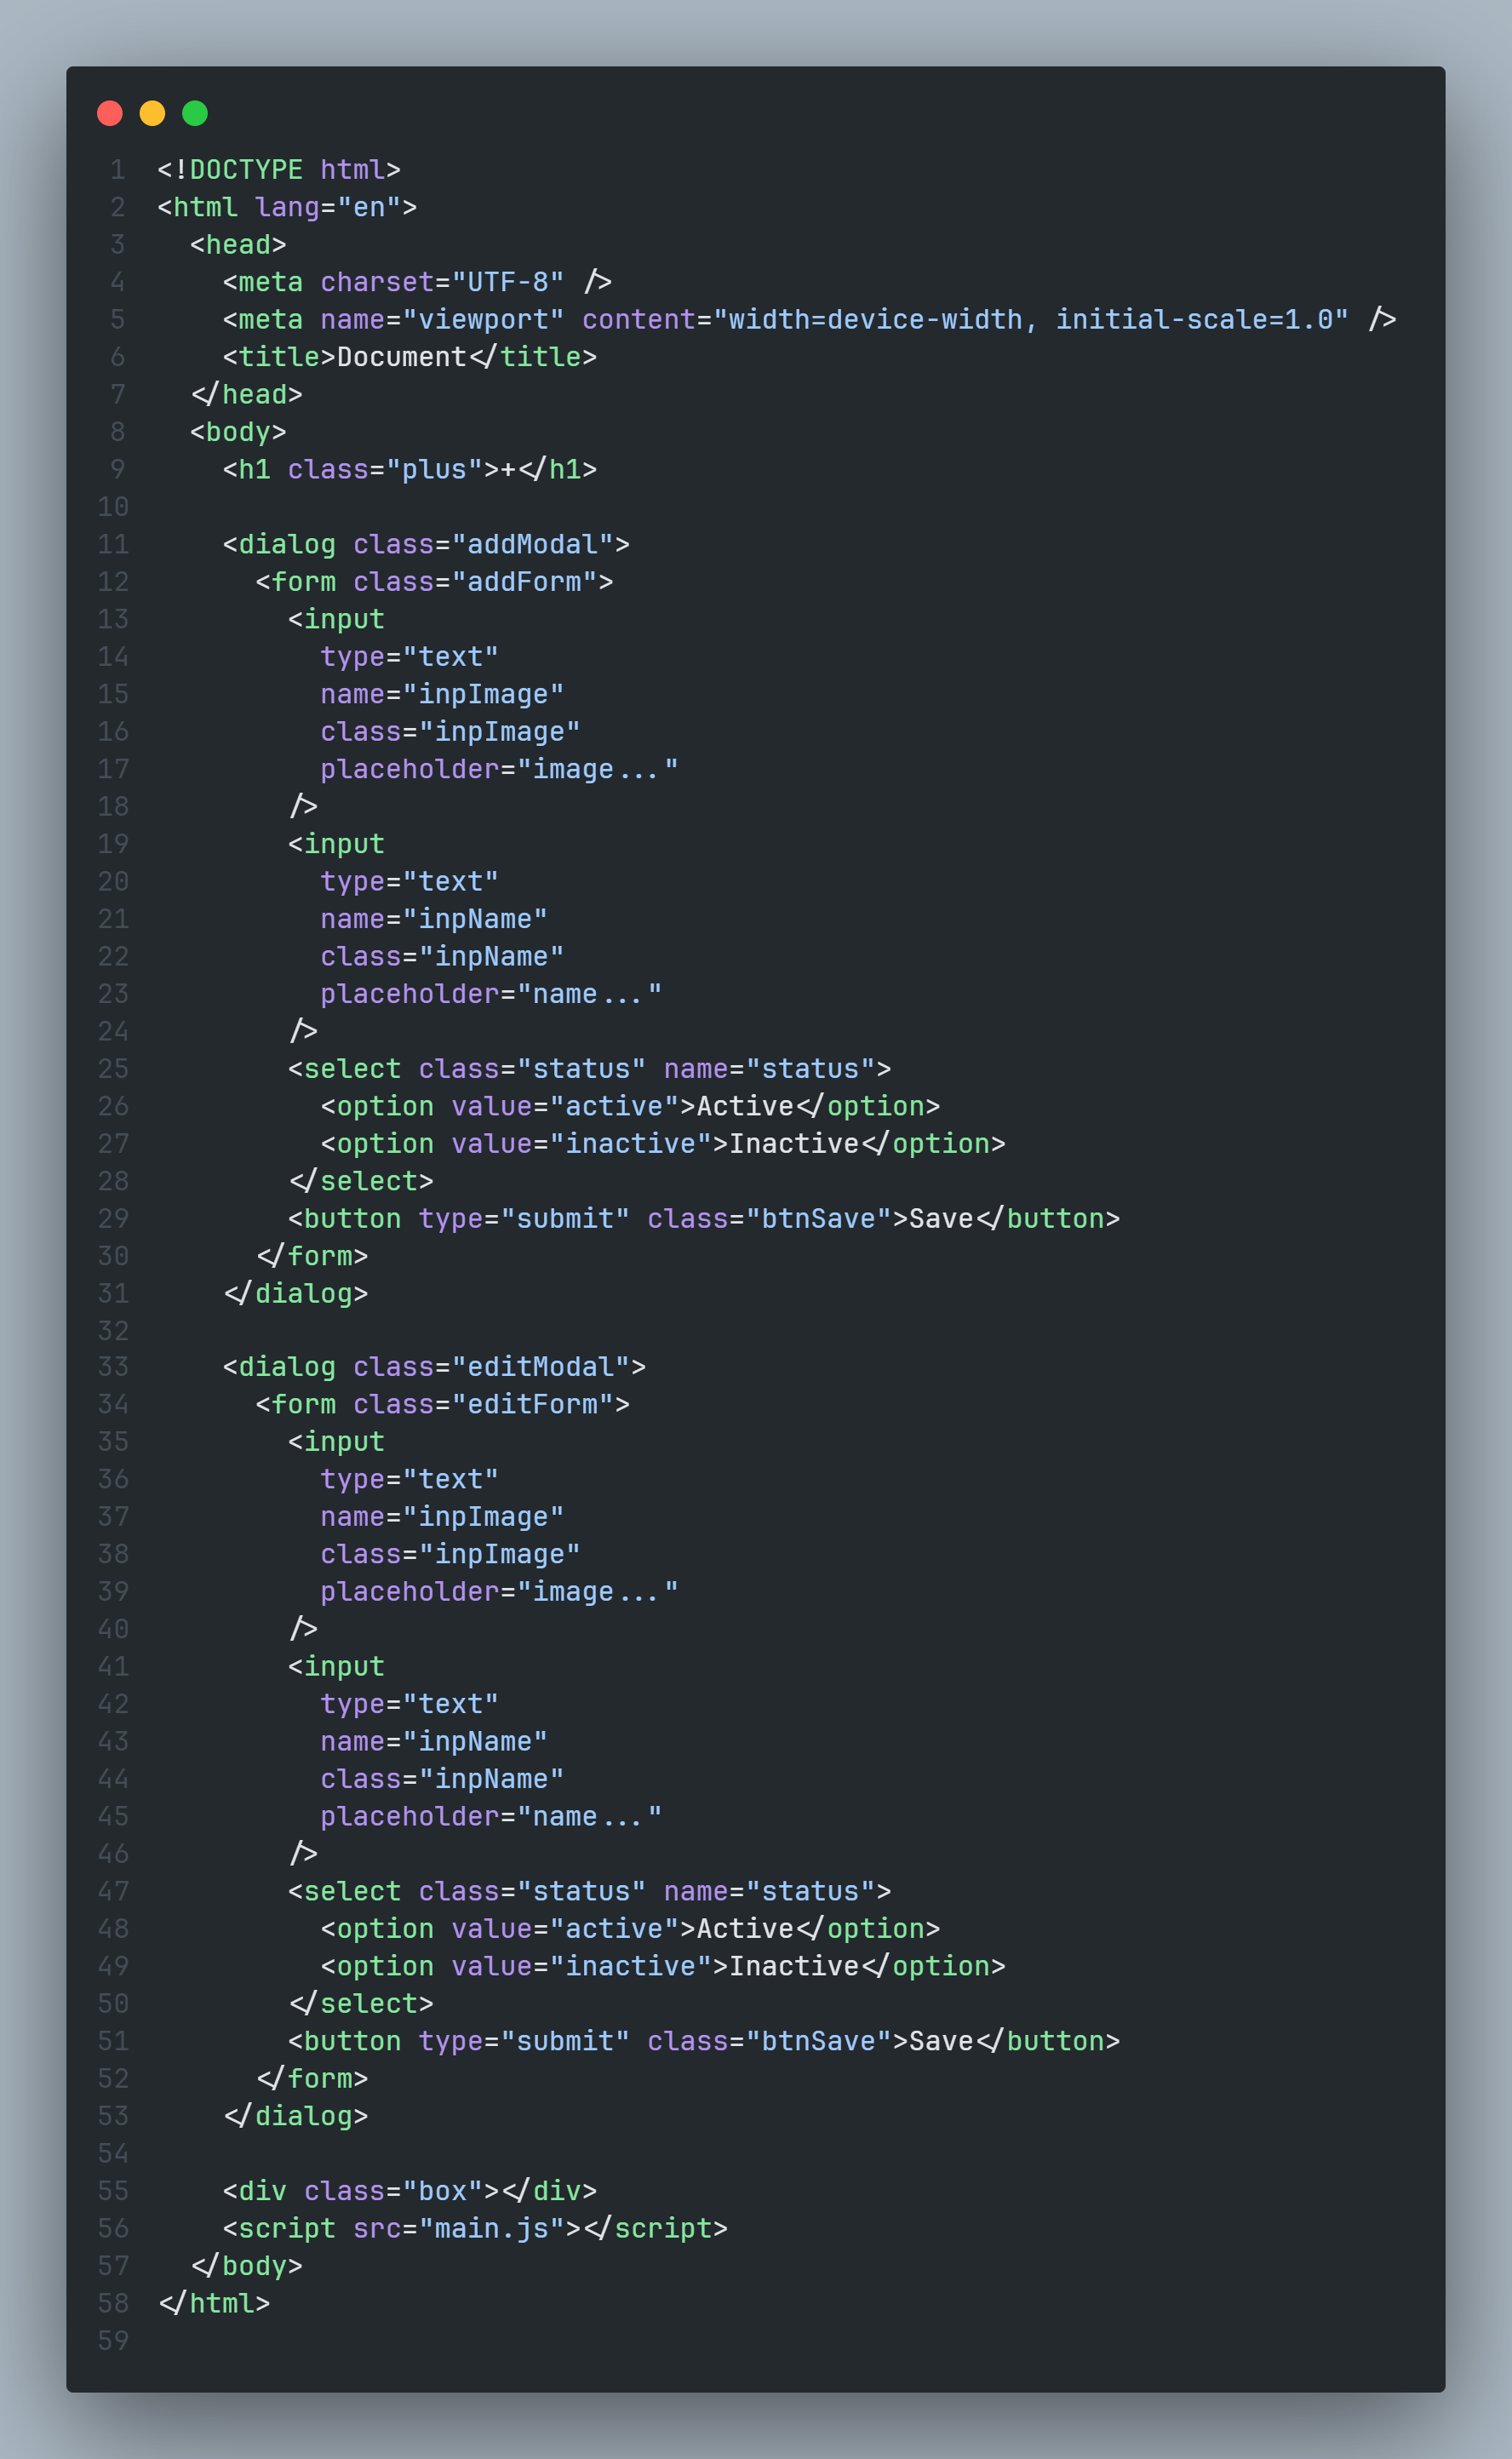 1 <!DOCTYPE html>
2 <html lang="en">
3   <head>
4     <meta charset="UTF-8" />
5     <meta name="viewport" content="width=device-width, initial-scale=1.0" />
6     <title>Document</title>
7   </head>
8   <body>
9     <h1 class="plus">+</h1>
10
11     <dialog class="addModal">
12       <form class="addForm">
13         <input
14           type="text"
15           name="inpImage"
16           class="inpImage"
17           placeholder="image..."
18         />
19         <input
20           type="text"
21           name="inpName"
22           class="inpName"
23           placeholder="name..."
24         />
25         <select class="status" name="status">
26           <option value="active">Active</option>
27           <option value="inactive">Inactive</option>
28         </select>
29         <button type="submit" class="btnSave">Save</button>
30       </form>
31     </dialog>
32
33     <dialog class="editModal">
34       <form class="editForm">
35         <input
36           type="text"
37           name="inpImage"
38           class="inpImage"
39           placeholder="image..."
40         />
41         <input
42           type="text"
43           name="inpName"
44           class="inpName"
45           placeholder="name..."
46         />
47         <select class="status" name="status">
48           <option value="active">Active</option>
49           <option value="inactive">Inactive</option>
50         </select>
51         <button type="submit" class="btnSave">Save</button>
52       </form>
53     </dialog>
54
55     <div class="box"></div>
56     <script src="main.js"></script>
57   </body>
58 </html>
59